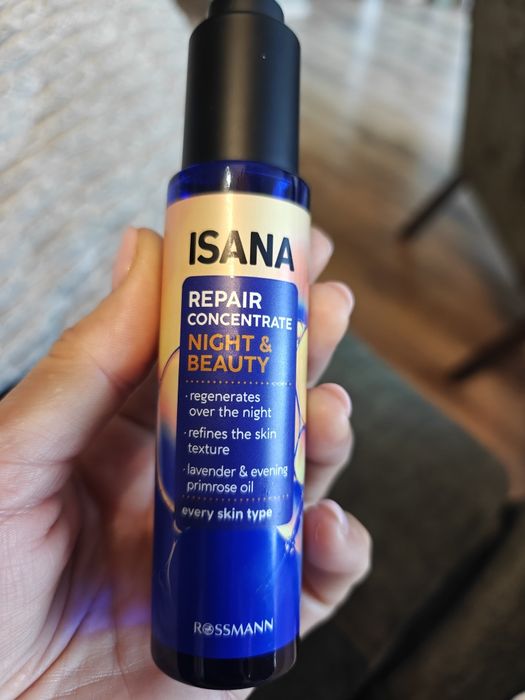 ISANA
REPAIR
CONCENTRATE
NIGHT &
BEAUTY
· regenerates
over the night
· refines the skin
texture
· lavender & evening
primrose oil
every skin type
ROSSMANN